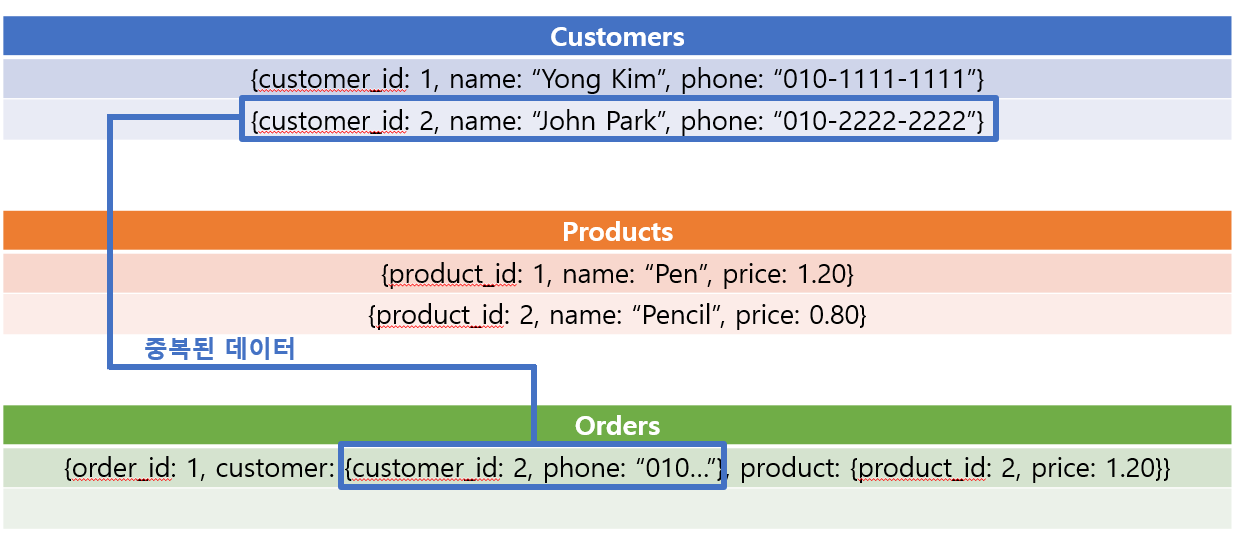 Customers
{customer_id: 1, name: “Yong Kim”, phone: “010-1111-1111”}
{customer_id: 2, name: “John Park”, phone: “010-2222-2222”}
Products
{product_id: 1, name: “Pen”, price: 1.20}
{product_id: 2, name: “Pencil”, price: 0.80}
중복된 데이터
Orders
{order_id: 1, customer: {customer_id: 2, phone: “010…”}, product: {product_id: 2, price: 1.20}}